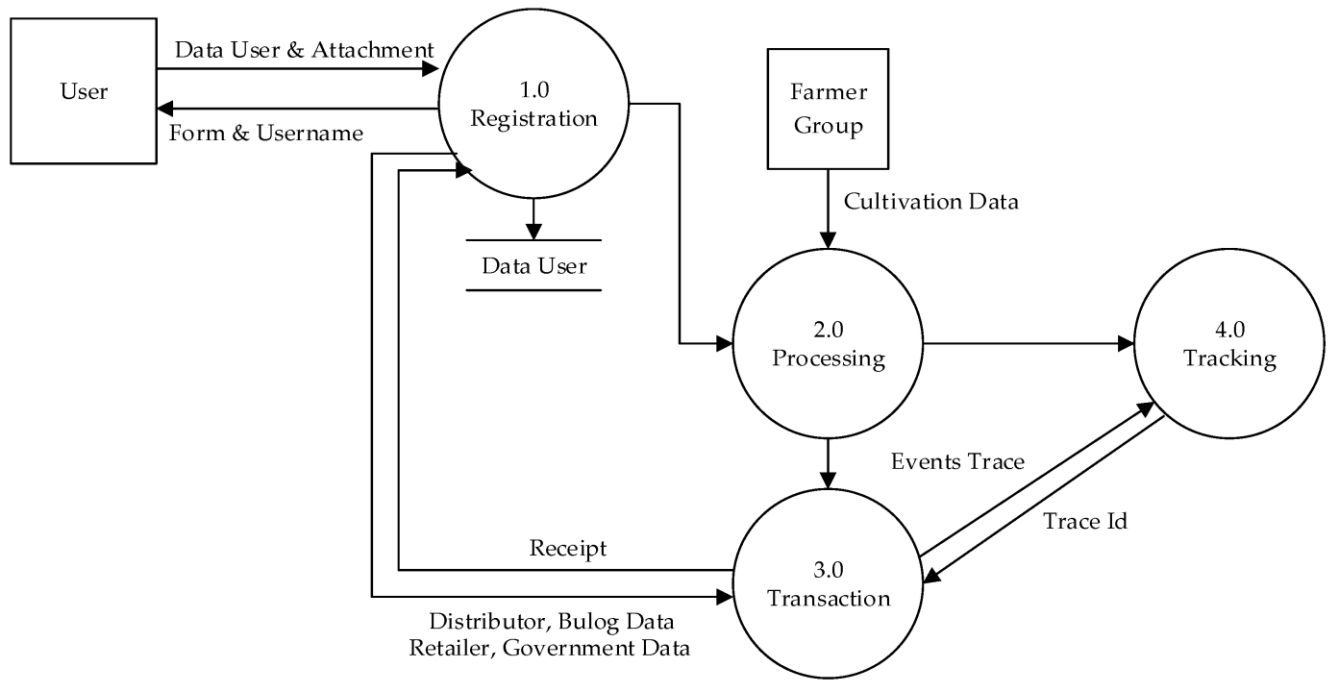 User
Data User & Attachment
Form & Username
1.0
Registration
Data User
Farmer
Group
Cultivation Data
2.0
Processing
4.0
Tracking
Events Trace
Trace Id
Receipt
3.0
Transaction
Distributor, Bulog Data
Retailer, Government Data